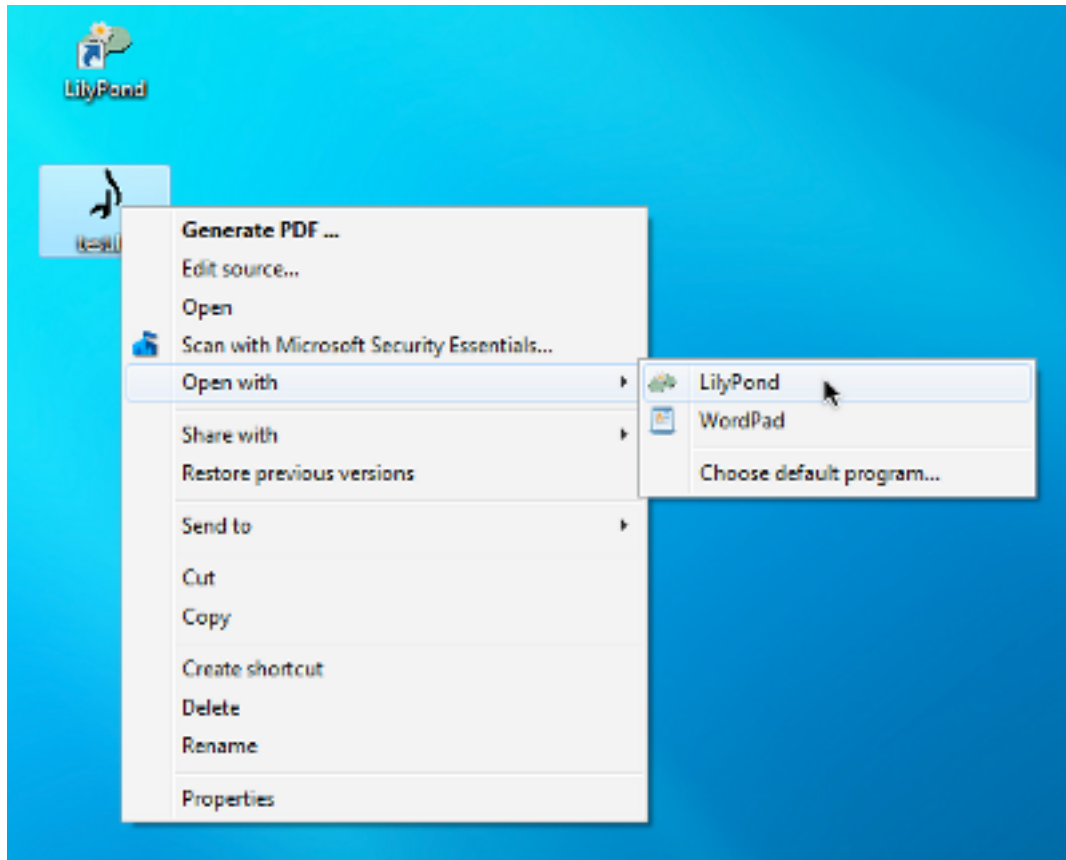 LilyPond
Generate PDF ...
Edit source...
Open
Scan with Microsoft Security Essentials...
Open with
LilyPond
WordPad
Choose default program...
Share with
Restore previous versions
Send to
Cut
Copy
Create shortcut
Delete
Rename
Properties